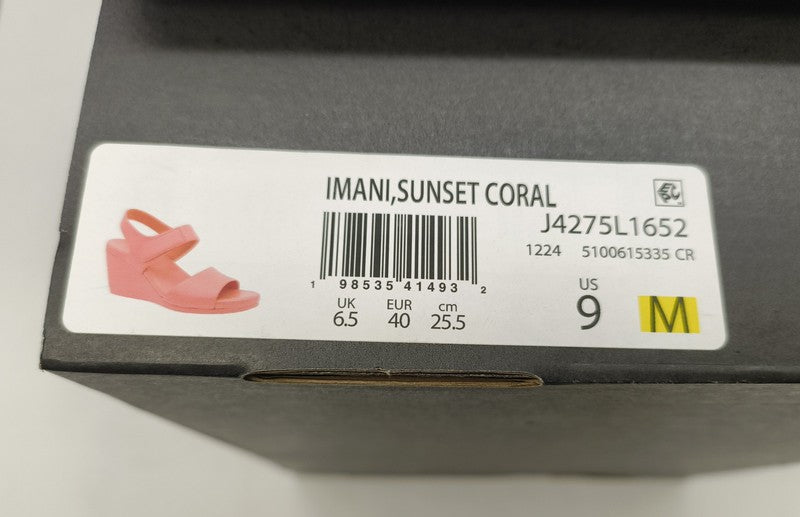 IMANI,SUNSET CORAL
J4275L1652
1224 5100615335 CR
1 98535 41493 2
UK EUR cm
6.5 40 25.5
US
9 M